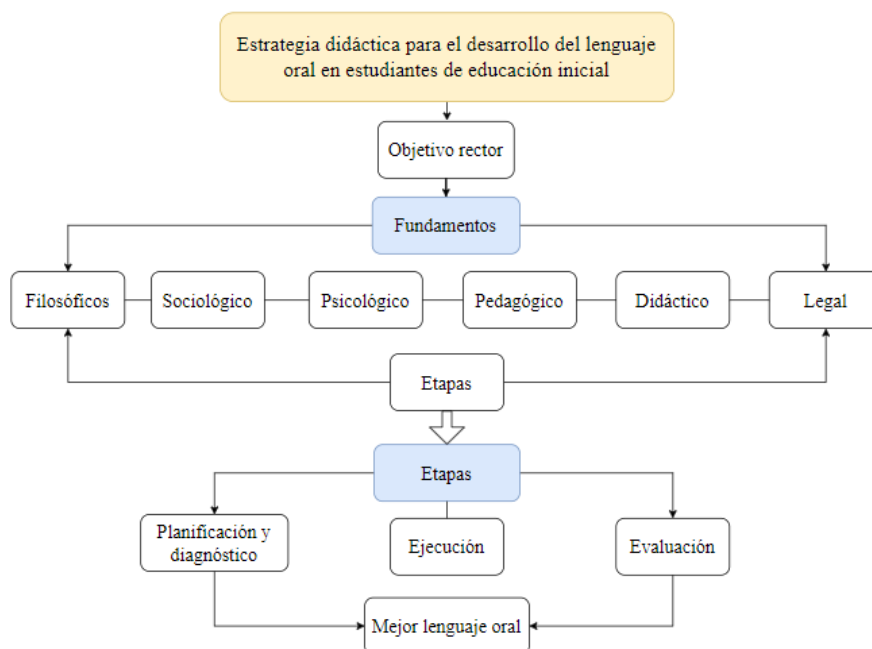 Estrategia didáctica para el desarrollo del lenguaje
oral en estudiantes de educación inicial
Objetivo rector
Fundamentos
Filosóficos
Sociológico
Psicológico
Pedagógico
Didáctico
Legal
Etapas
Etapas
Planificación y
diagnóstico
Ejecución
Evaluación
Mejor lenguaje oral